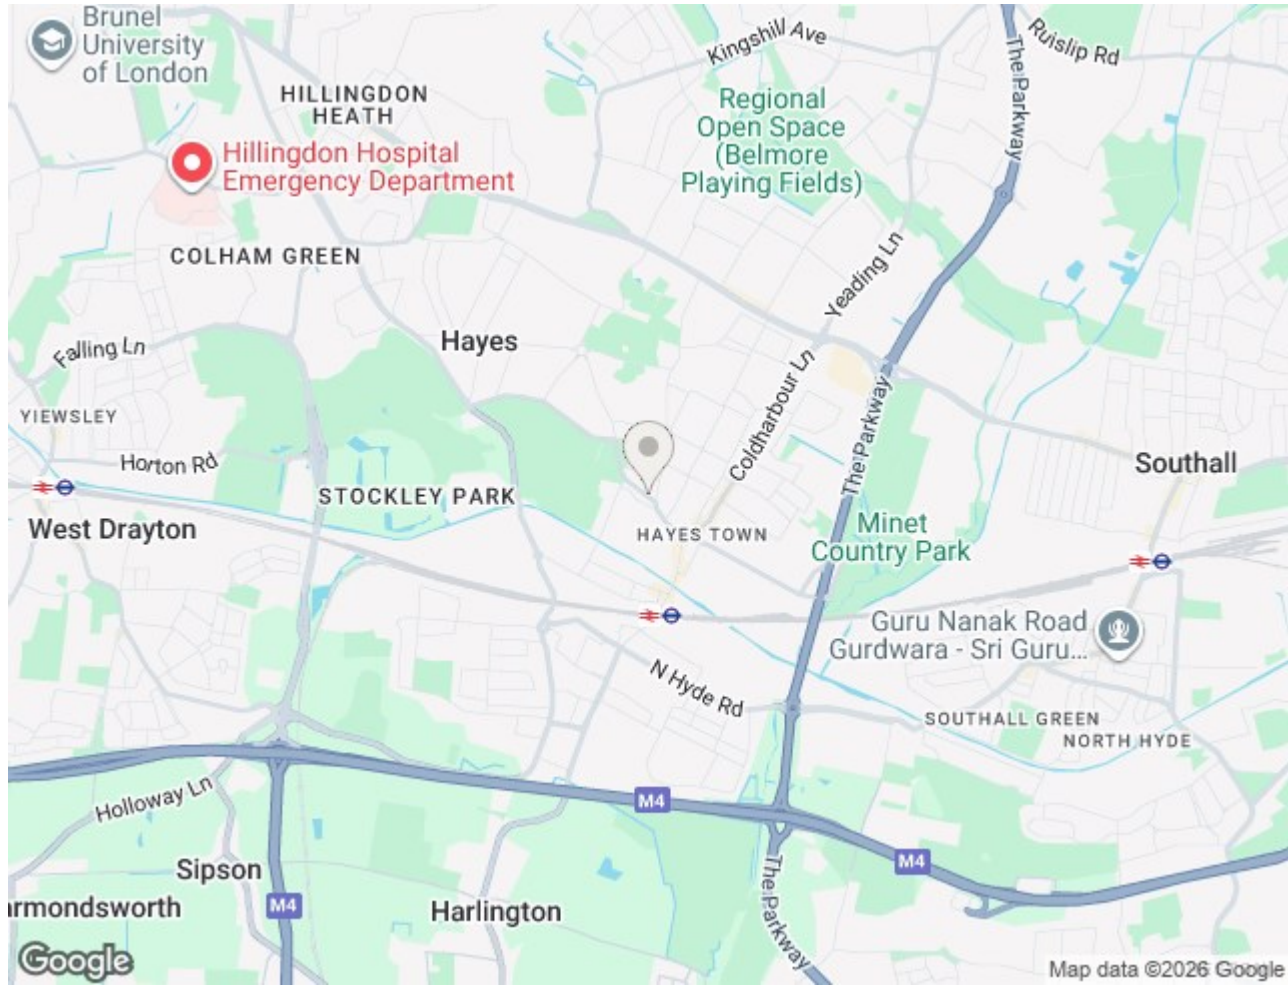 Brunel
University
of London
Kingshill Ave
Ruislip Rd
The Parkway
HILLINGDON
HEATH
Regional
Open Space
(Belmore
Playing Fields)
Hillingdon Hospital
Emergency Department
COLHAM GREEN
Yeading Ln
Falling Ln
Hayes
Coldharbour Ln
The Parkway
YIEWSLEY
Horton Rd
Southall
STOCKLEY PARK
West Drayton
HAYES TOWN
Minet
Country Park
Guru Nanak Road
Gurdwara - Sri Guru...
N Hyde Rd
SOUTHALL GREEN
NORTH HYDE
Holloway Ln
M4
M4
Sipson
The Parkway
armondsworth
M4
Harlington
Google
Map data ©2026 Google